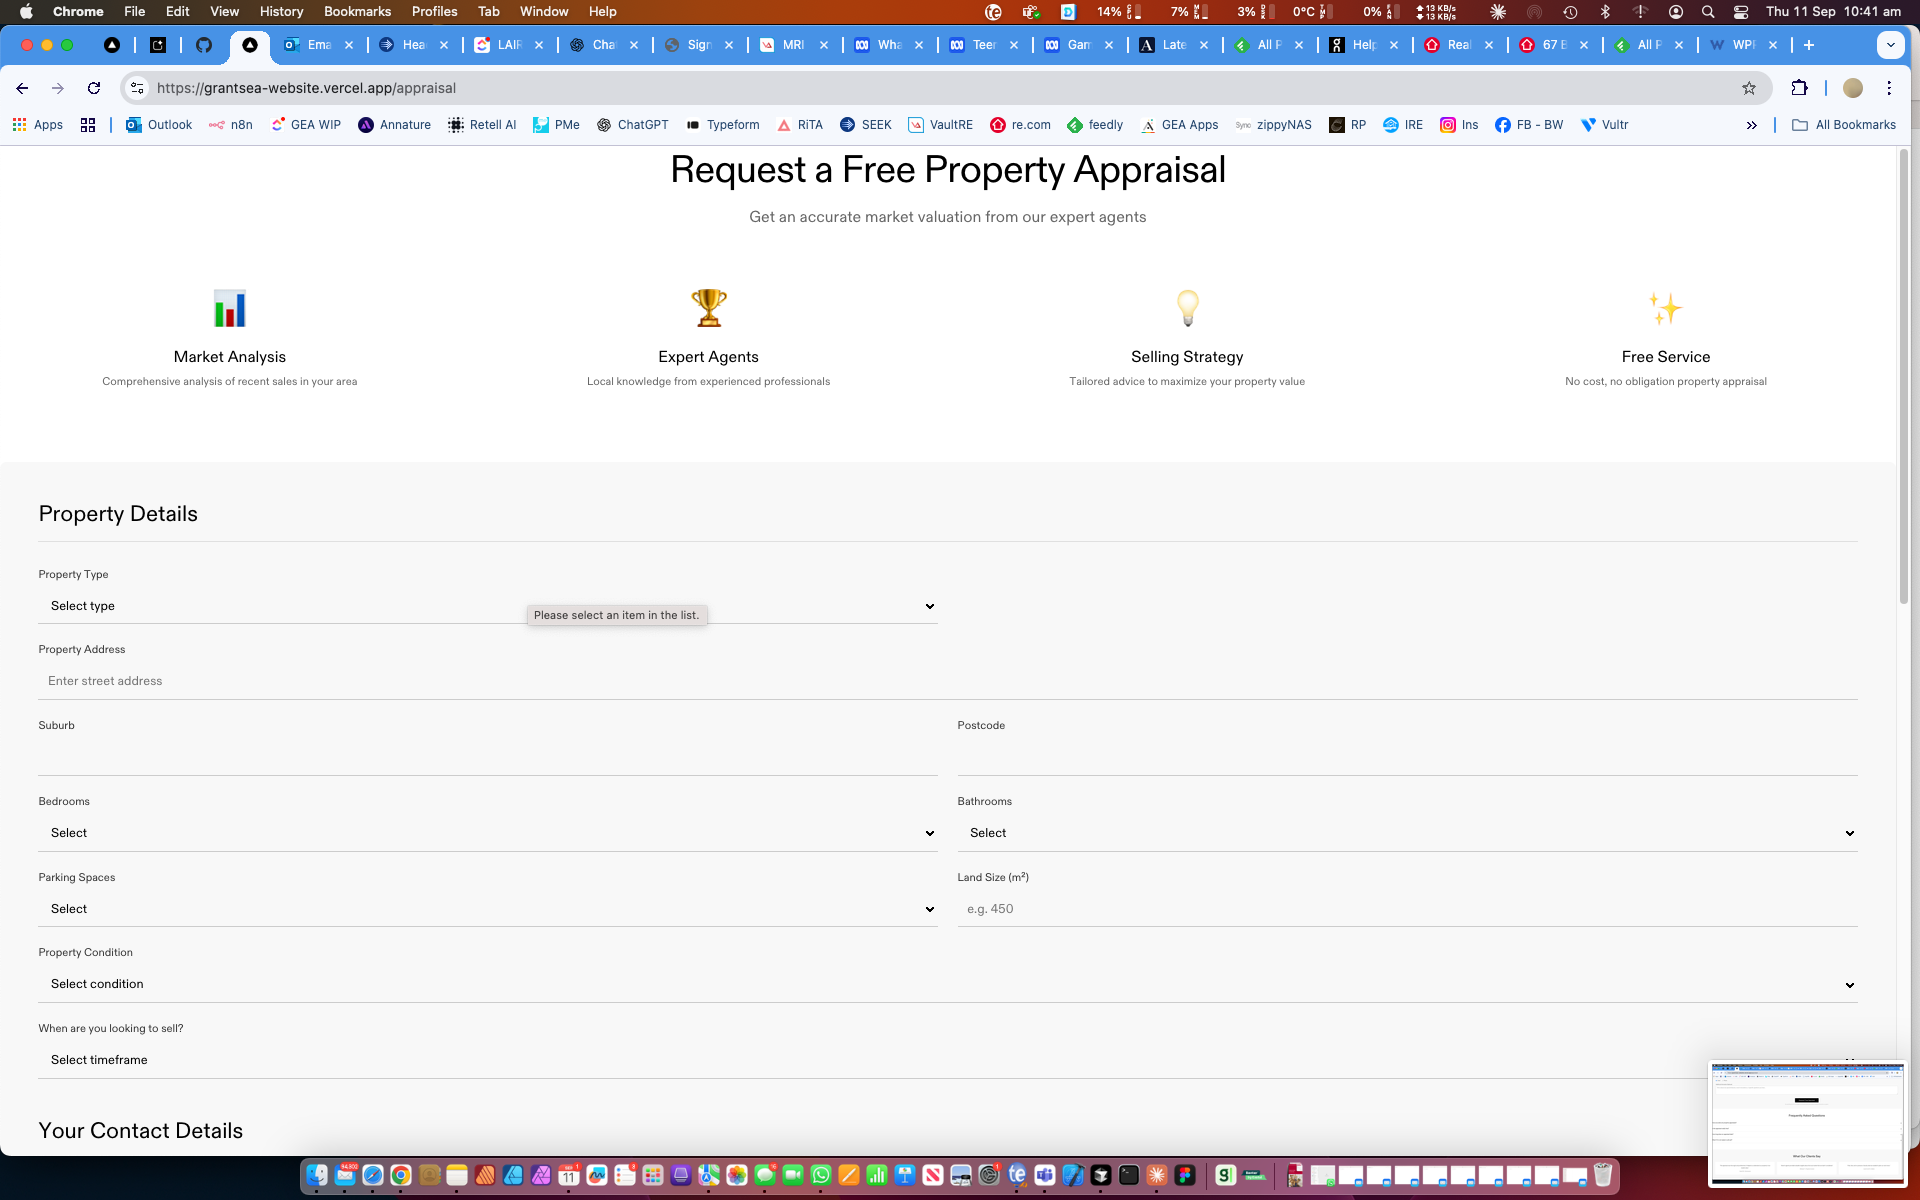 Chrome File Edit View History Bookmarks Profiles Tab Window Help 14% 7% 3% 0°C 0% 13 KB/s 13 KB/s Thu 11 Sep 10:41 am
Ema Hea LAIR Cha Sign MRI Wha Teen Gam Late All P Help Real 67 B All P WPF
https://grantsea-website.vercel.app/appraisal
Apps Outlook n8n GEA WIP Annature Retell AI PMe ChatGPT Typeform RiTA SEEK VaultRE re.com feedly GEA Apps zippyNAS RP IRE Ins FB - BW Vultr All Bookmarks
Request a Free Property Appraisal
Get an accurate market valuation from our expert agents
Market Analysis Expert Agents Selling Strategy Free Service
Comprehensive analysis of recent sales in your area Local knowledge from experienced professionals Tailored advice to maximize your property value No cost, no obligation property appraisal
Property Details
Property Type
Select type
Please select an item in the list.
Property Address
Enter street address
Suburb Postcode
Bedrooms Bathrooms
Select Select
Parking Spaces Land Size (m²)
Select e.g. 450
Property Condition
Select condition
When are you looking to sell?
Select timeframe
Your Contact Details